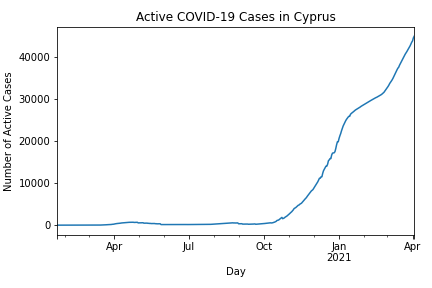 Active COVID-19 Cases in Cyprus
Number of Active Cases
40000
30000
20000
10000
0
Apr
Jul
Oct
Jan
2021
Apr
Day